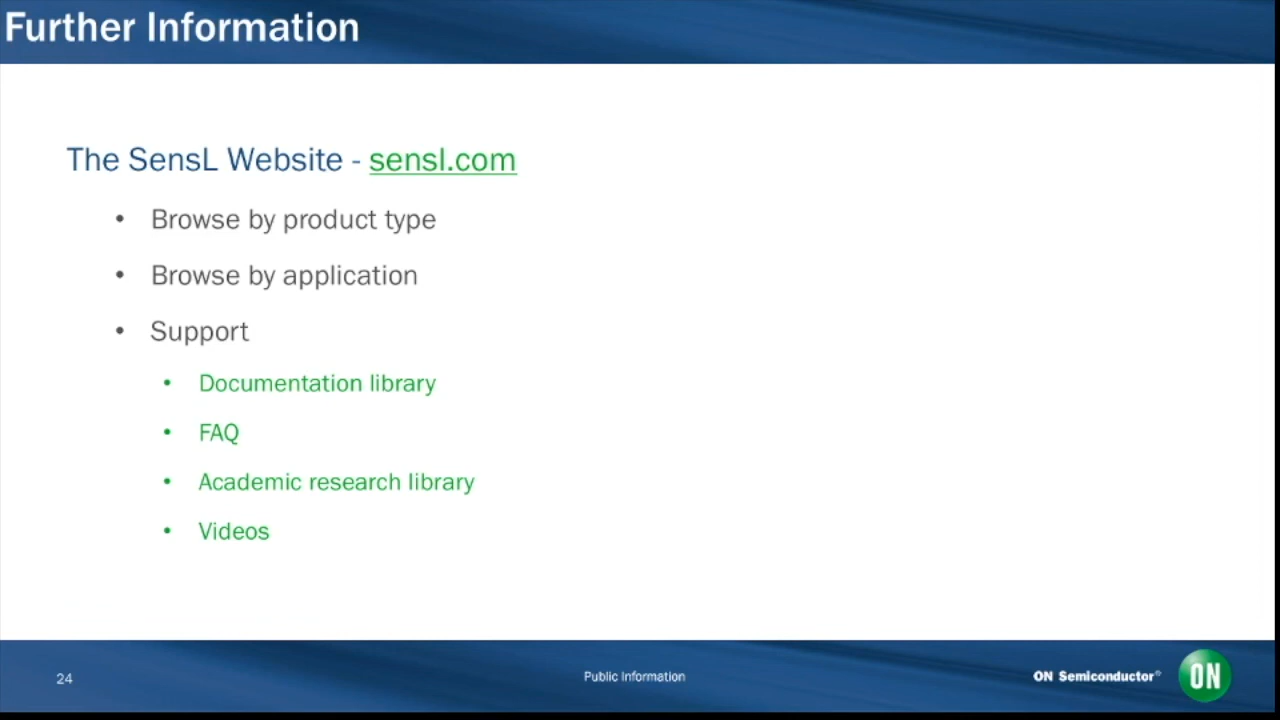 Further Information
The SensL Website - sensl.com
• Browse by product type
• Browse by application
• Support
• Documentation library
• FAQ
• Academic research library
• Videos
24
Public Information
ON Semiconductor®
ON